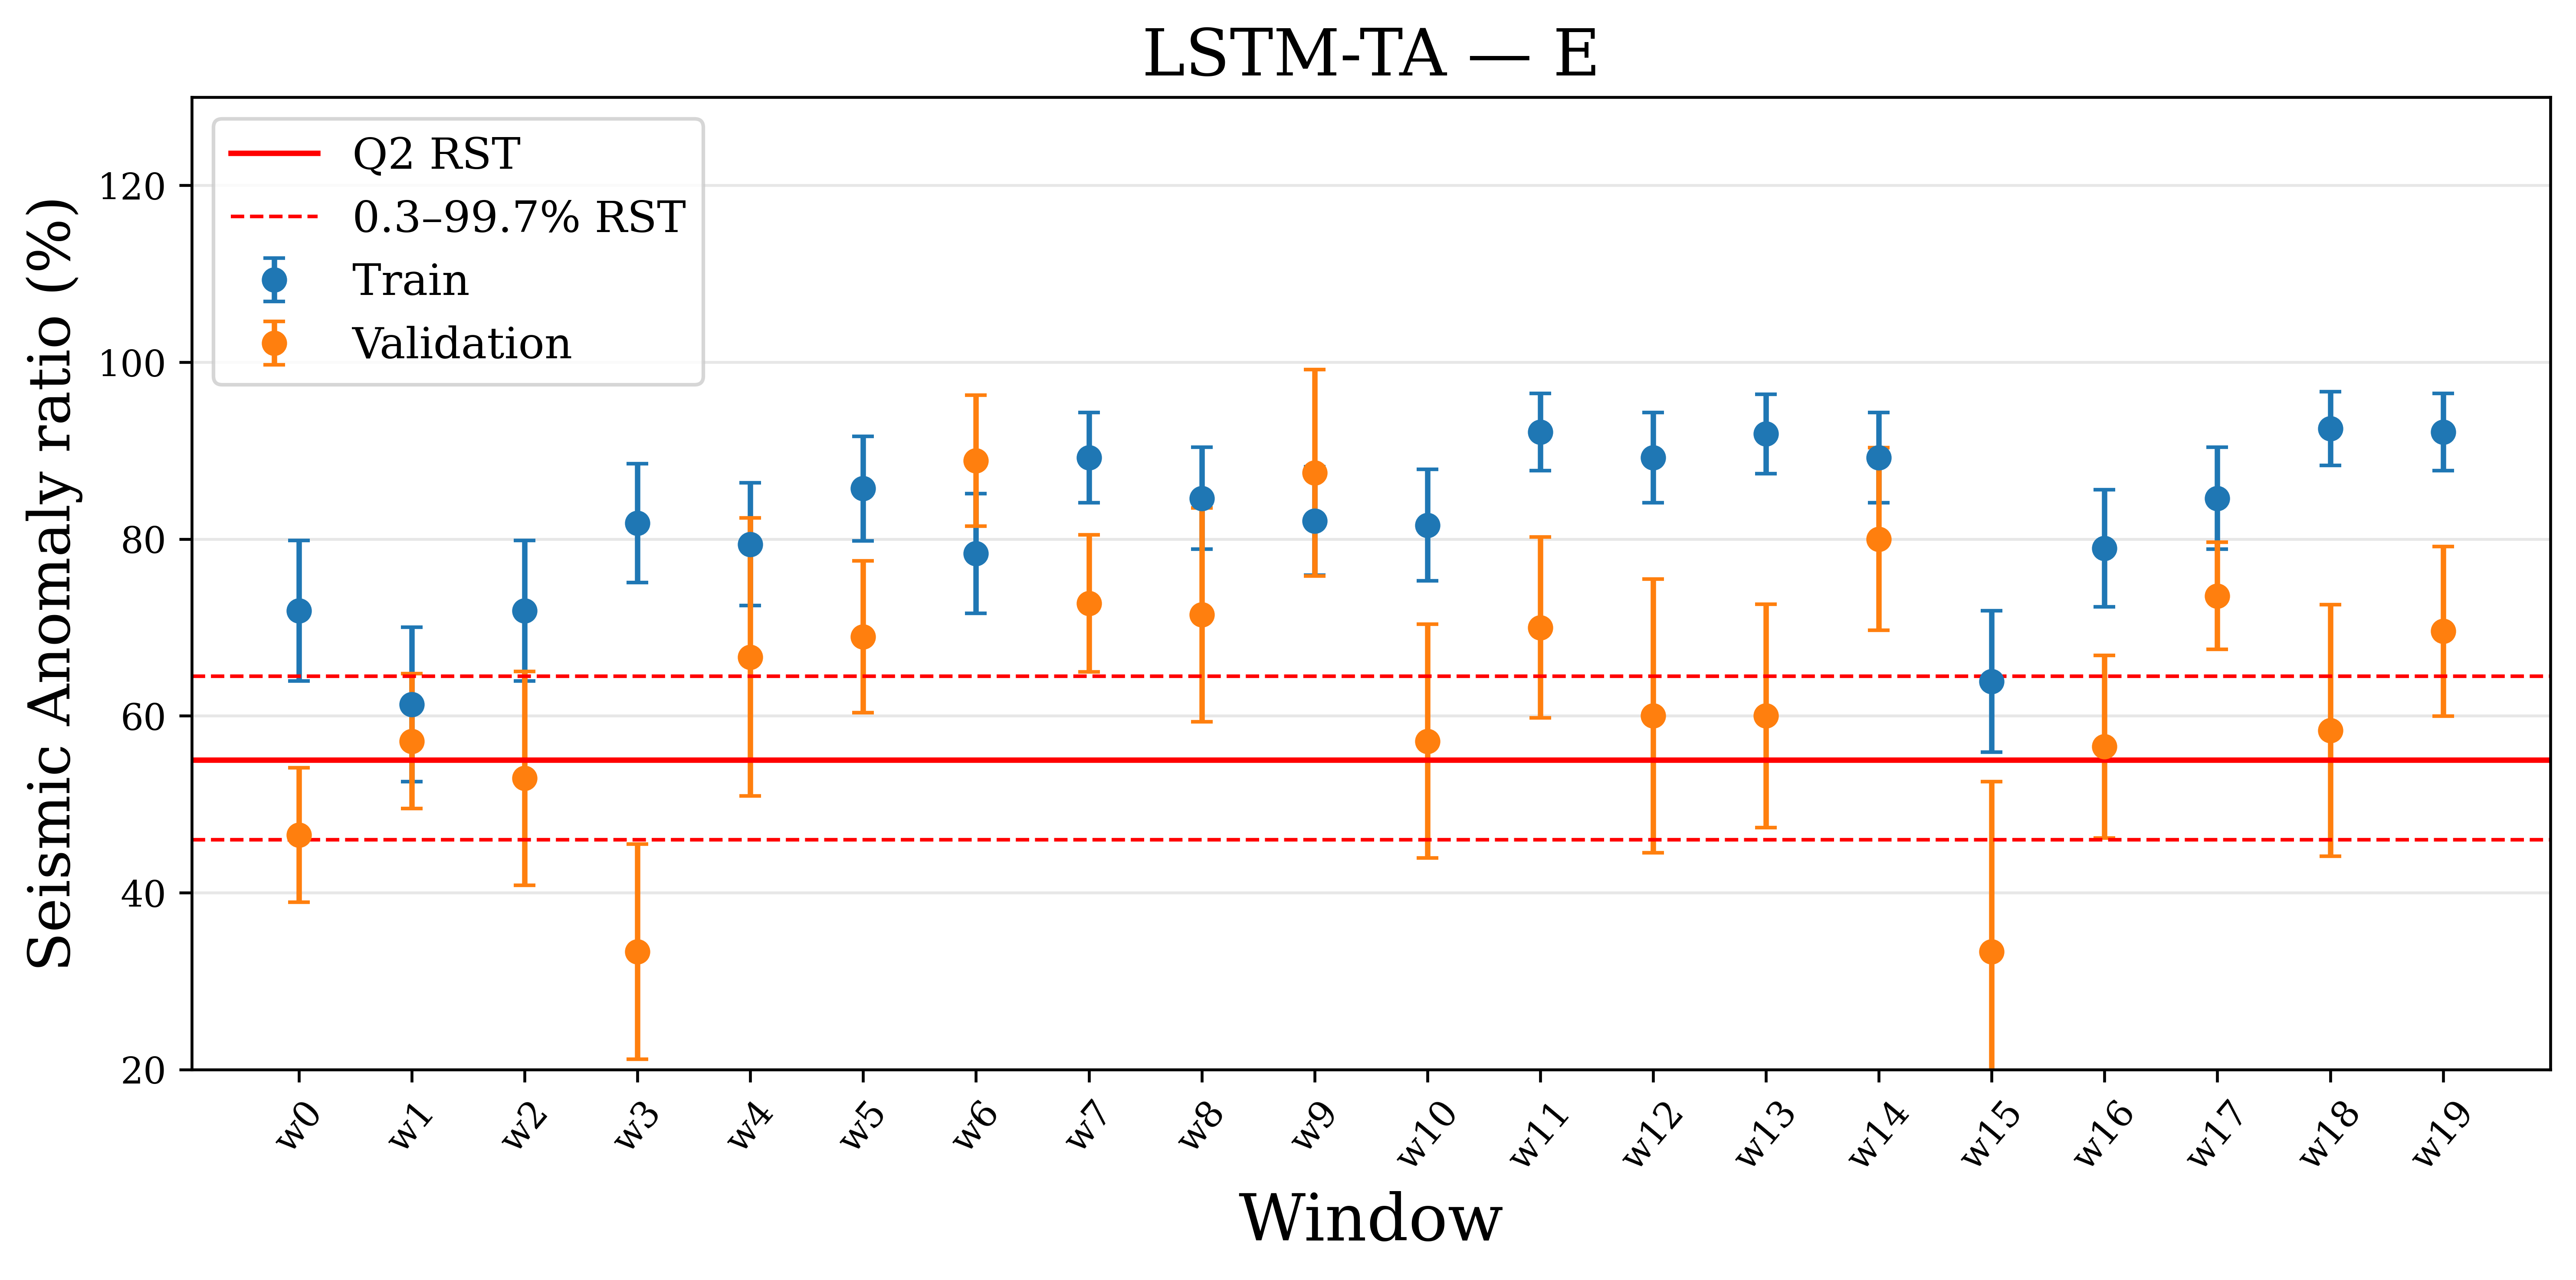 LSTM-TA — E
Seismic Anomaly ratio (%)
120
100
80
60
40
20
Q2 RST
0.3–99.7% RST
Train
Validation
w0 w1 w2 w3 w4 w5 w6 w7 w8 w9 w10 w11 w12 w13 w14 w15 w16 w17 w18 w19
Window